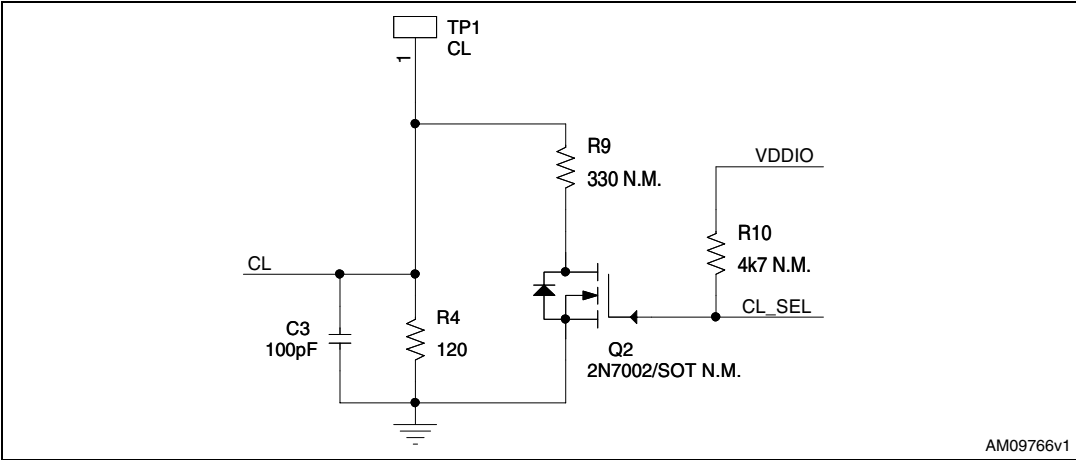 TP1
CL
1
R9
330 N.M.
VDDIO
R10
4k7 N.M.
CL
CL_SEL
C3
100pF
R4
120
Q2
2N7002/SOT N.M.
AM09766v1